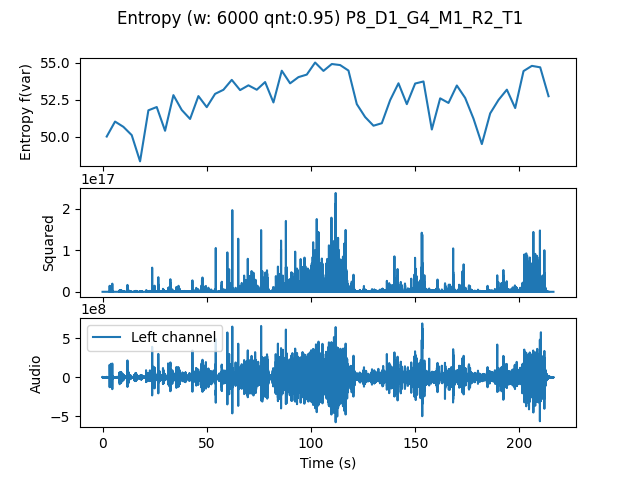 Entropy (w: 6000 qnt:0.95) P8_D1_G4_M1_R2_T1
55.0
52.5
50.0
Entropy f(var)
1e17
2
1
0
Squared
1e8
5
0
−5
Audio
Left channel
0
50
100
150
200
Time (s)